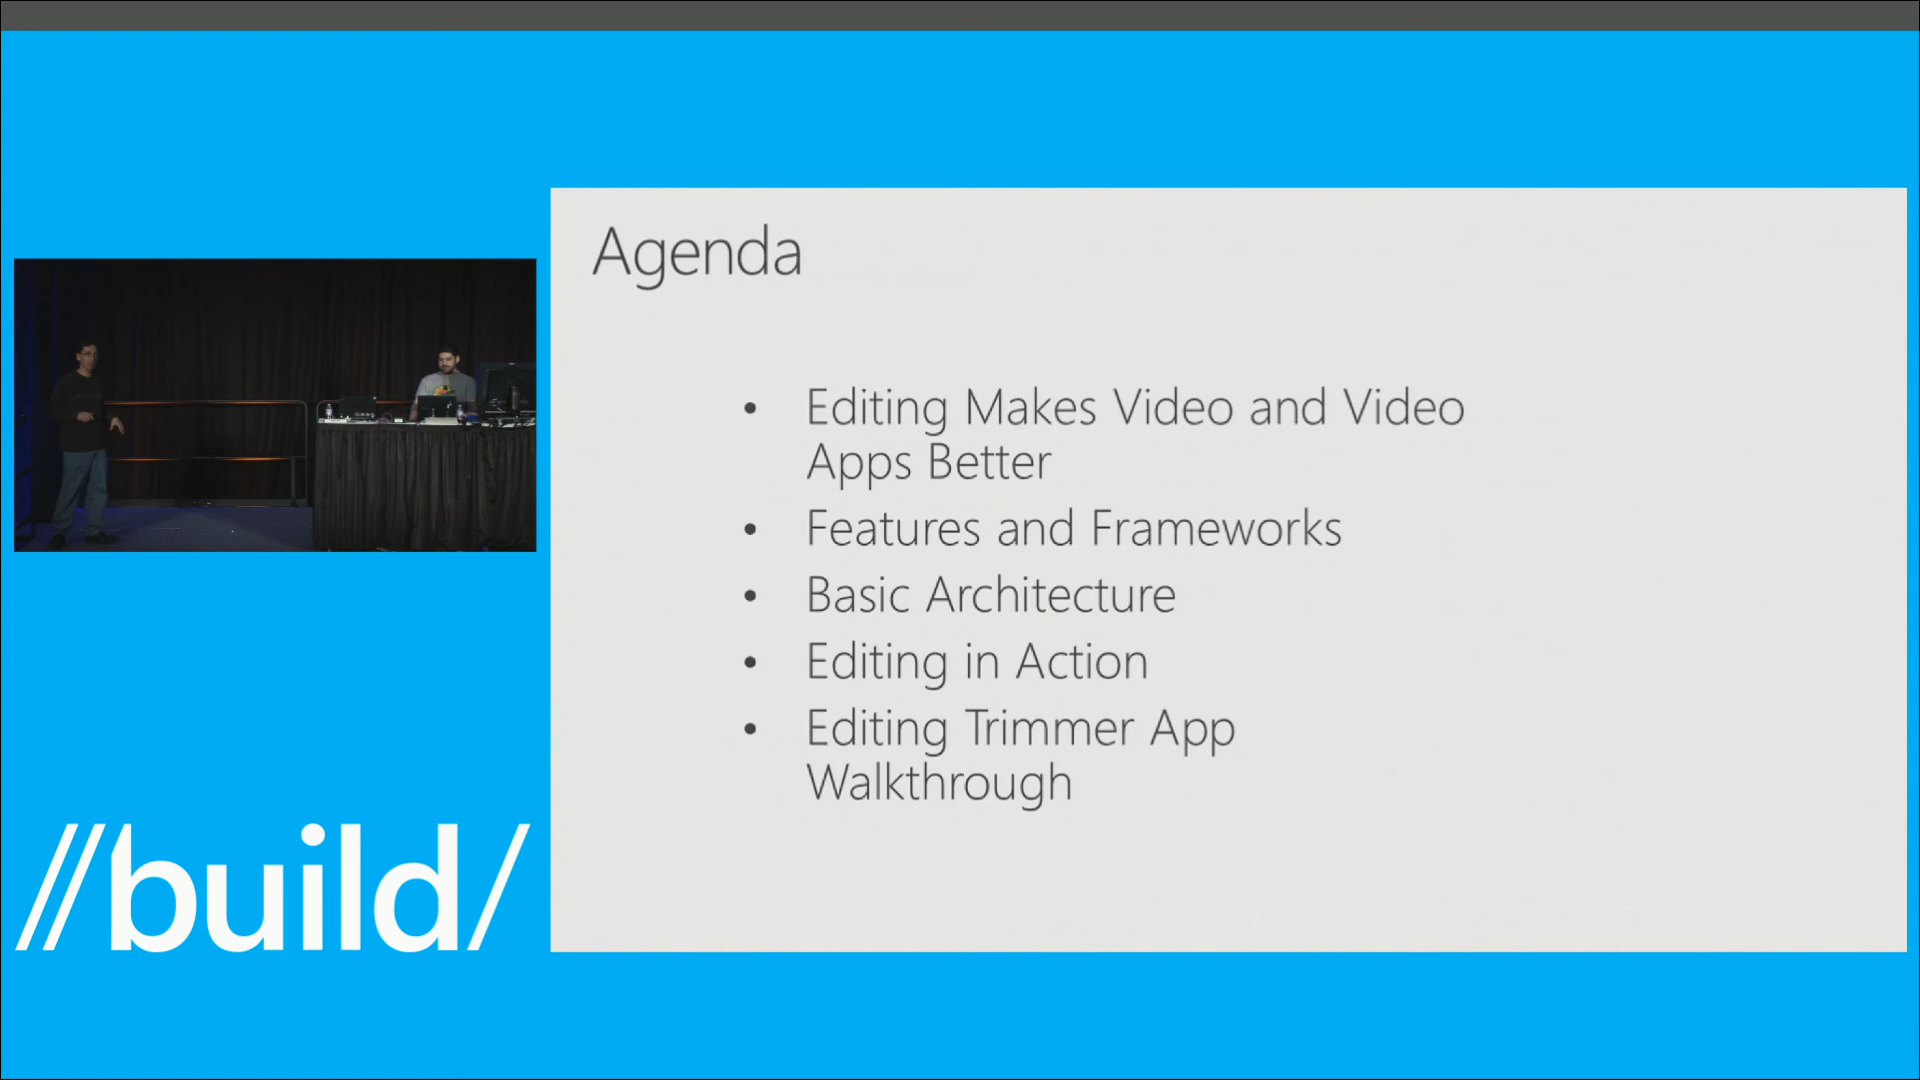 Agenda
• Editing Makes Video and Video
Apps Better
• Features and Frameworks
• Basic Architecture
• Editing in Action
• Editing Trimmer App
Walkthrough
//build/